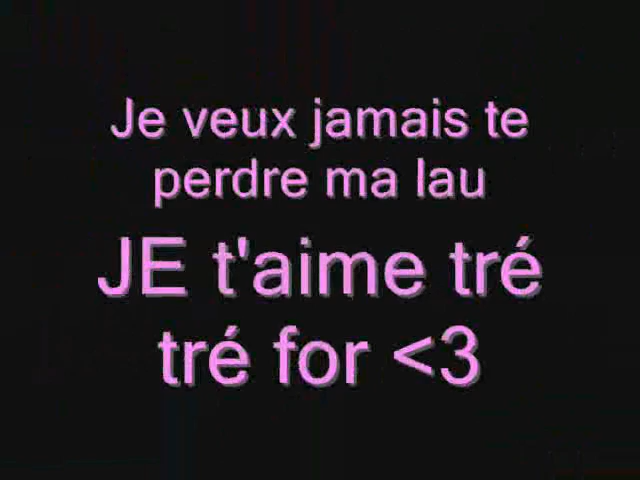 Je veux jamais te
perdre ma lau
JE t'aime tré
tré for <3